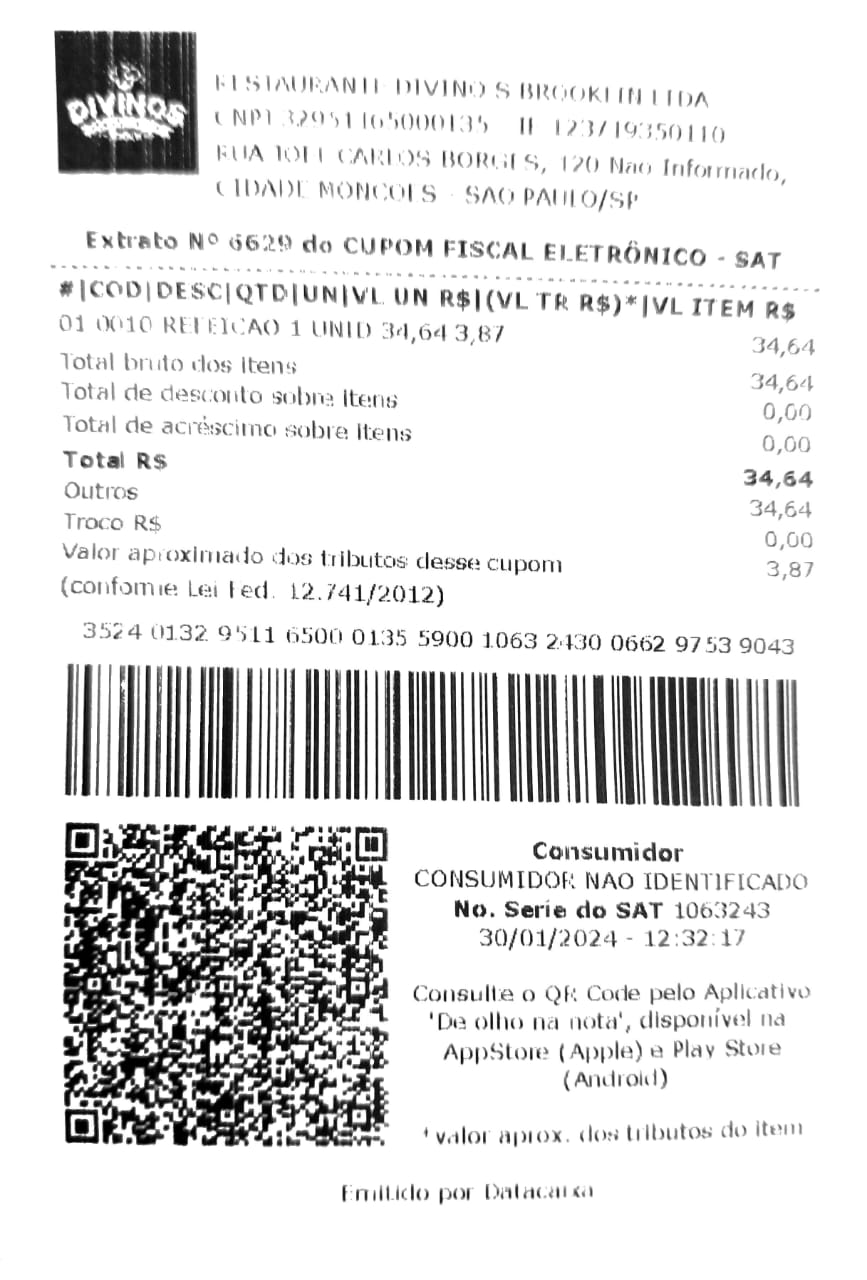 DIVINOS
RESTAURANTE DIVINO S BROOKLIN LTDA
CNPJ 32951165000135 IE 123719350110
RUA JOEL CARLOS BORGES, 120 Nao Informado,
CIDADE MONCOES - SAO PAULO/SP
Extrato Nº 6629 do CUPOM FISCAL ELETRÔNICO - SAT
#|COD|DESC|QTD|UN|VL UN R$|(VL TR R$)*|VL ITEM R$
01 0010 REFEICAO 1 UNID 34,64 3,87 34,64
Total bruto dos itens 34,64
Total de desconto sobre itens 0,00
Total de acréscimo sobre itens 0,00
Total R$ 34,64
Outros 34,64
Troco R$ 0,00
Valor aproximado dos tributos desse cupom 3,87
(conforme Lei Fed. 12.741/2012)
3524 0132 9511 6500 0135 5900 1063 2430 0662 9753 9043
Consumidor
CONSUMIDOR NAO IDENTIFICADO
No. Serie do SAT 1063243
30/01/2024 - 12:32:17
Consulte o QR Code pelo Aplicativo
'De olho na nota', disponível na
AppStore (Apple) e Play Store
(Android)
*valor aprox. dos tributos do item
Emitido por Datacaixa